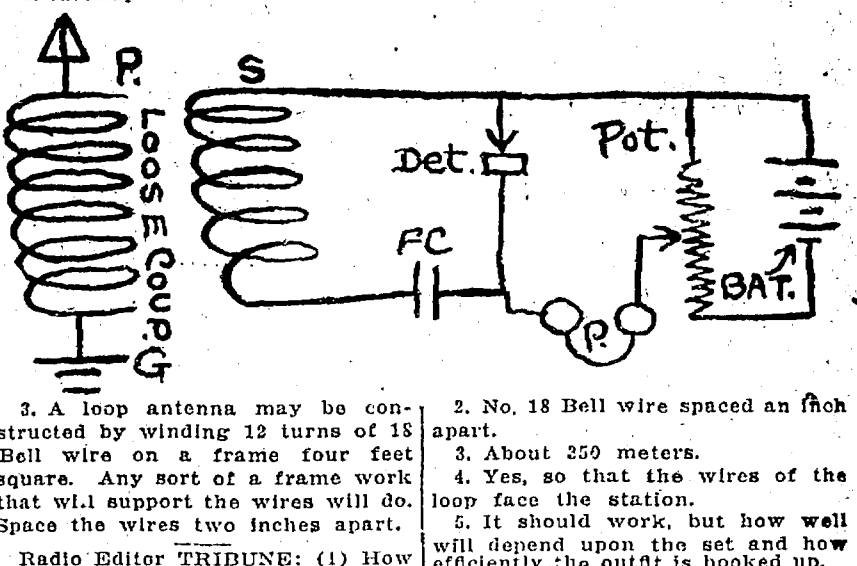 P.
S
LOOSE COUP.
Det.
Pot.
FC
BAT.
P.
G
3. A loop antenna may be con-
structed by winding 12 turns of 18
Bell wire on a frame four feet
square. Any sort of a frame work
that will support the wires will do.
Space the wires two inches apart.
Radio Editor TRIBUNE: (1) How
2. No. 18 Bell wire spaced an inch
apart.
3. About 350 meters.
4. Yes, so that the wires of the
loop face the station.
5. It should work, but how well
will depend upon the set and how
efficiently the outfit is hooked up.